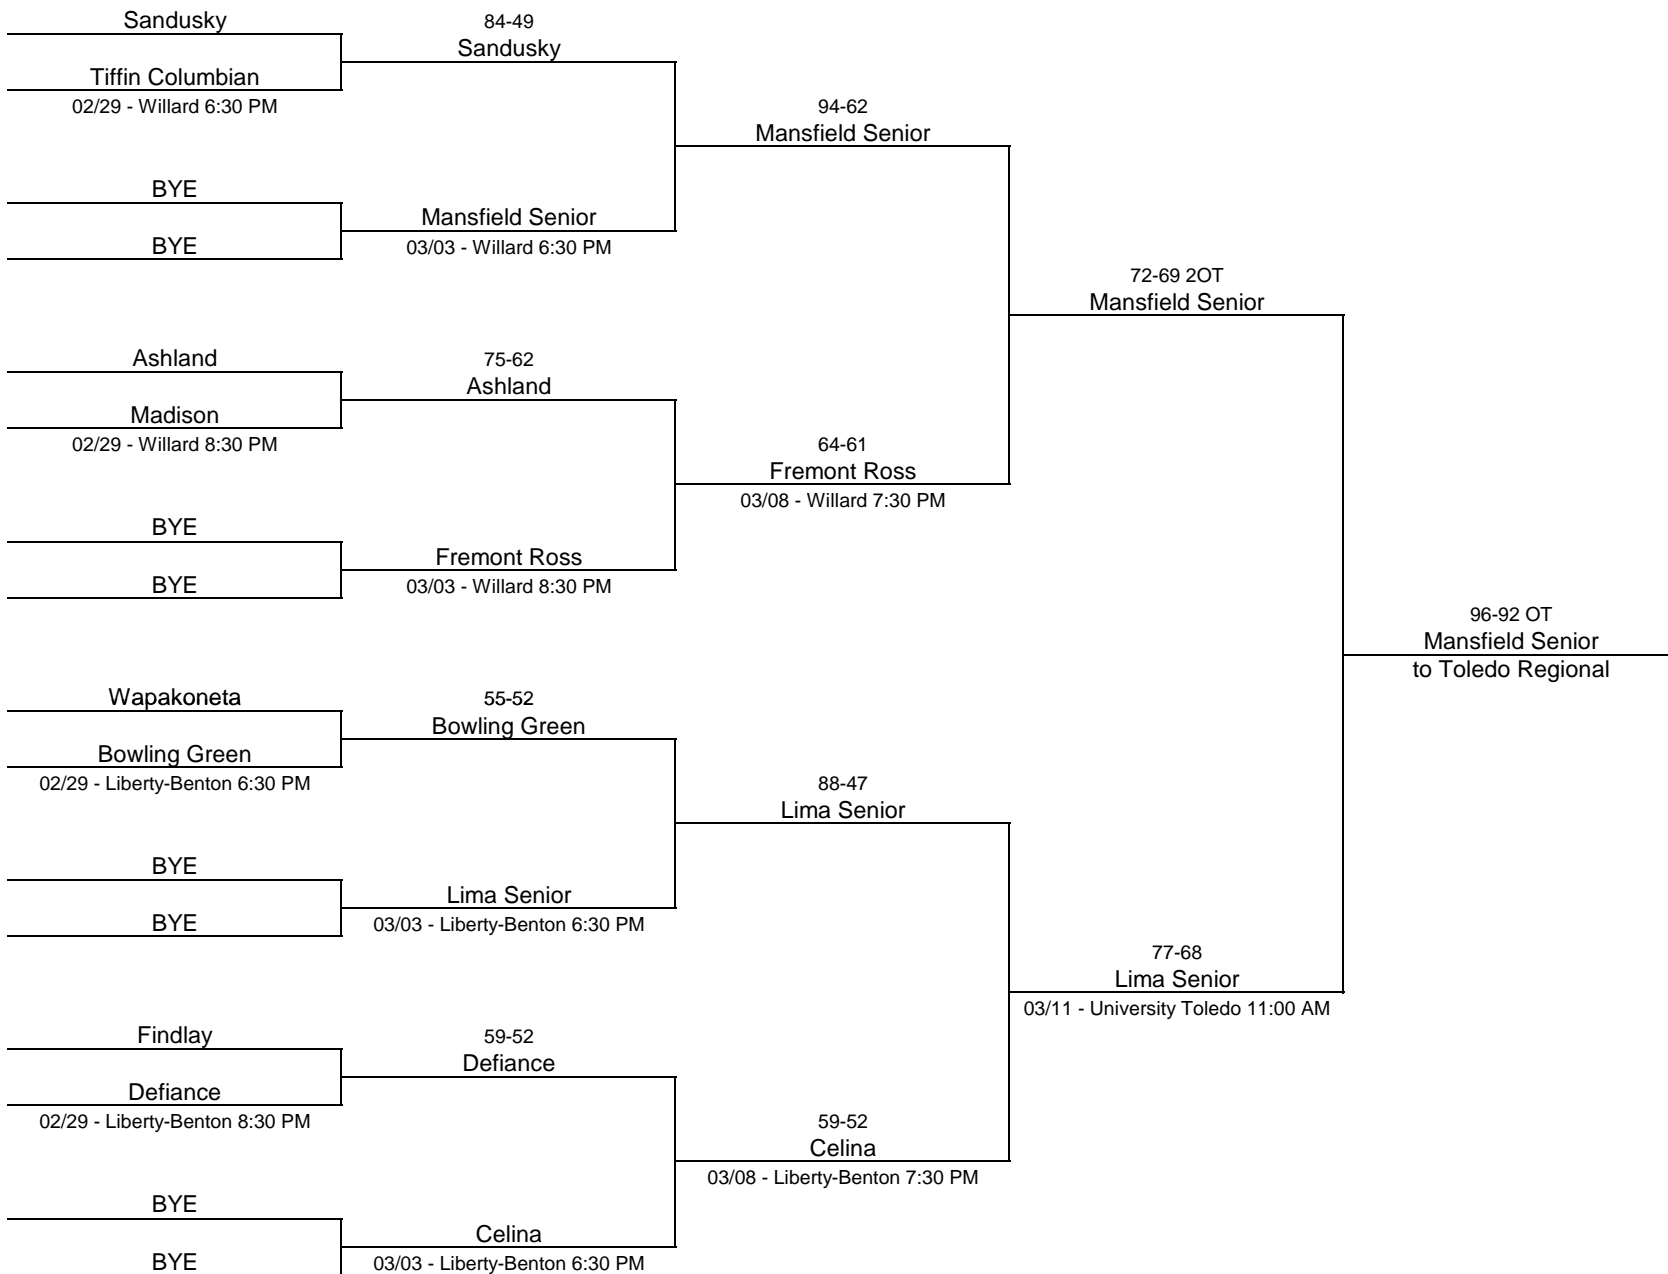 Sandusky
84-49
Sandusky
Tiffin Columbian
02/29 - Willard 6:30 PM
94-62
Mansfield Senior
BYE
Mansfield Senior
BYE
03/03 - Willard 6:30 PM
72-69 2OT
Mansfield Senior
Ashland
75-62
Ashland
Madison
02/29 - Willard 8:30 PM
64-61
Fremont Ross
03/08 - Willard 7:30 PM
BYE
Fremont Ross
BYE
03/03 - Willard 8:30 PM
96-92 OT
Mansfield Senior
to Toledo Regional
Wapakoneta
55-52
Bowling Green
Bowling Green
02/29 - Liberty-Benton 6:30 PM
88-47
Lima Senior
BYE
Lima Senior
BYE
03/03 - Liberty-Benton 6:30 PM
77-68
Lima Senior
03/11 - University Toledo 11:00 AM
Findlay
59-52
Defiance
Defiance
02/29 - Liberty-Benton 8:30 PM
59-52
Celina
03/08 - Liberty-Benton 7:30 PM
BYE
Celina
BYE
03/03 - Liberty-Benton 6:30 PM